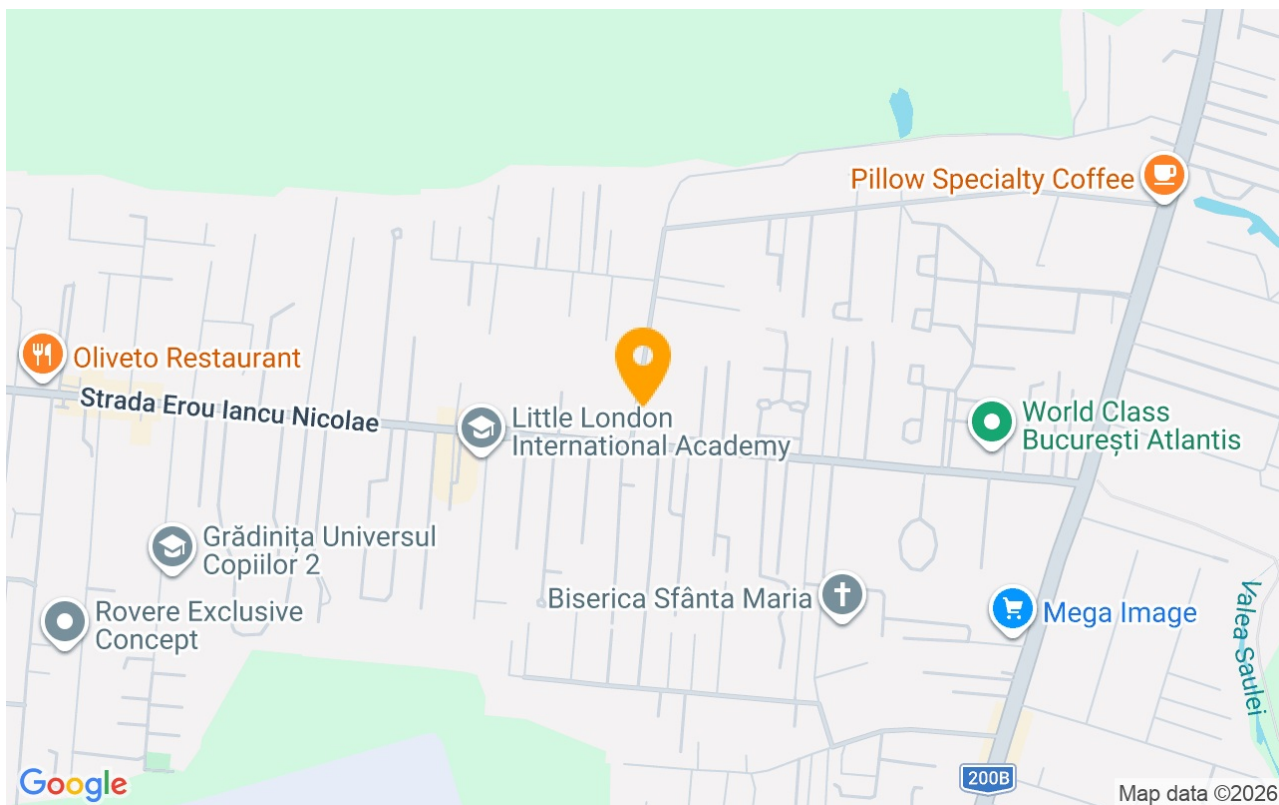 Pillow Specialty Coffee
Oliveto Restaurant
Strada Erou Iancu Nicolae
Little London
International Academy
World Class
București Atlantis
Grădinița Universul
Copiilor 2
Biserica Sfânta Maria
Rovere Exclusive
Concept
Mega Image
Valea Saulei
200B
Google
Map data ©2026